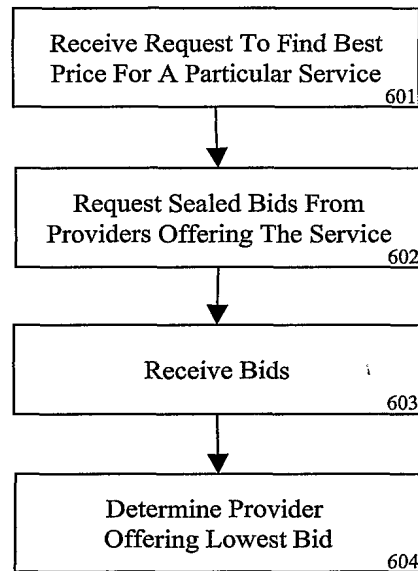 Receive Request To Find Best
Price For A Particular Service
601
Request Sealed Bids From
Providers Offering The Service
602
Receive Bids
603
Determine Provider
Offering Lowest Bid
604